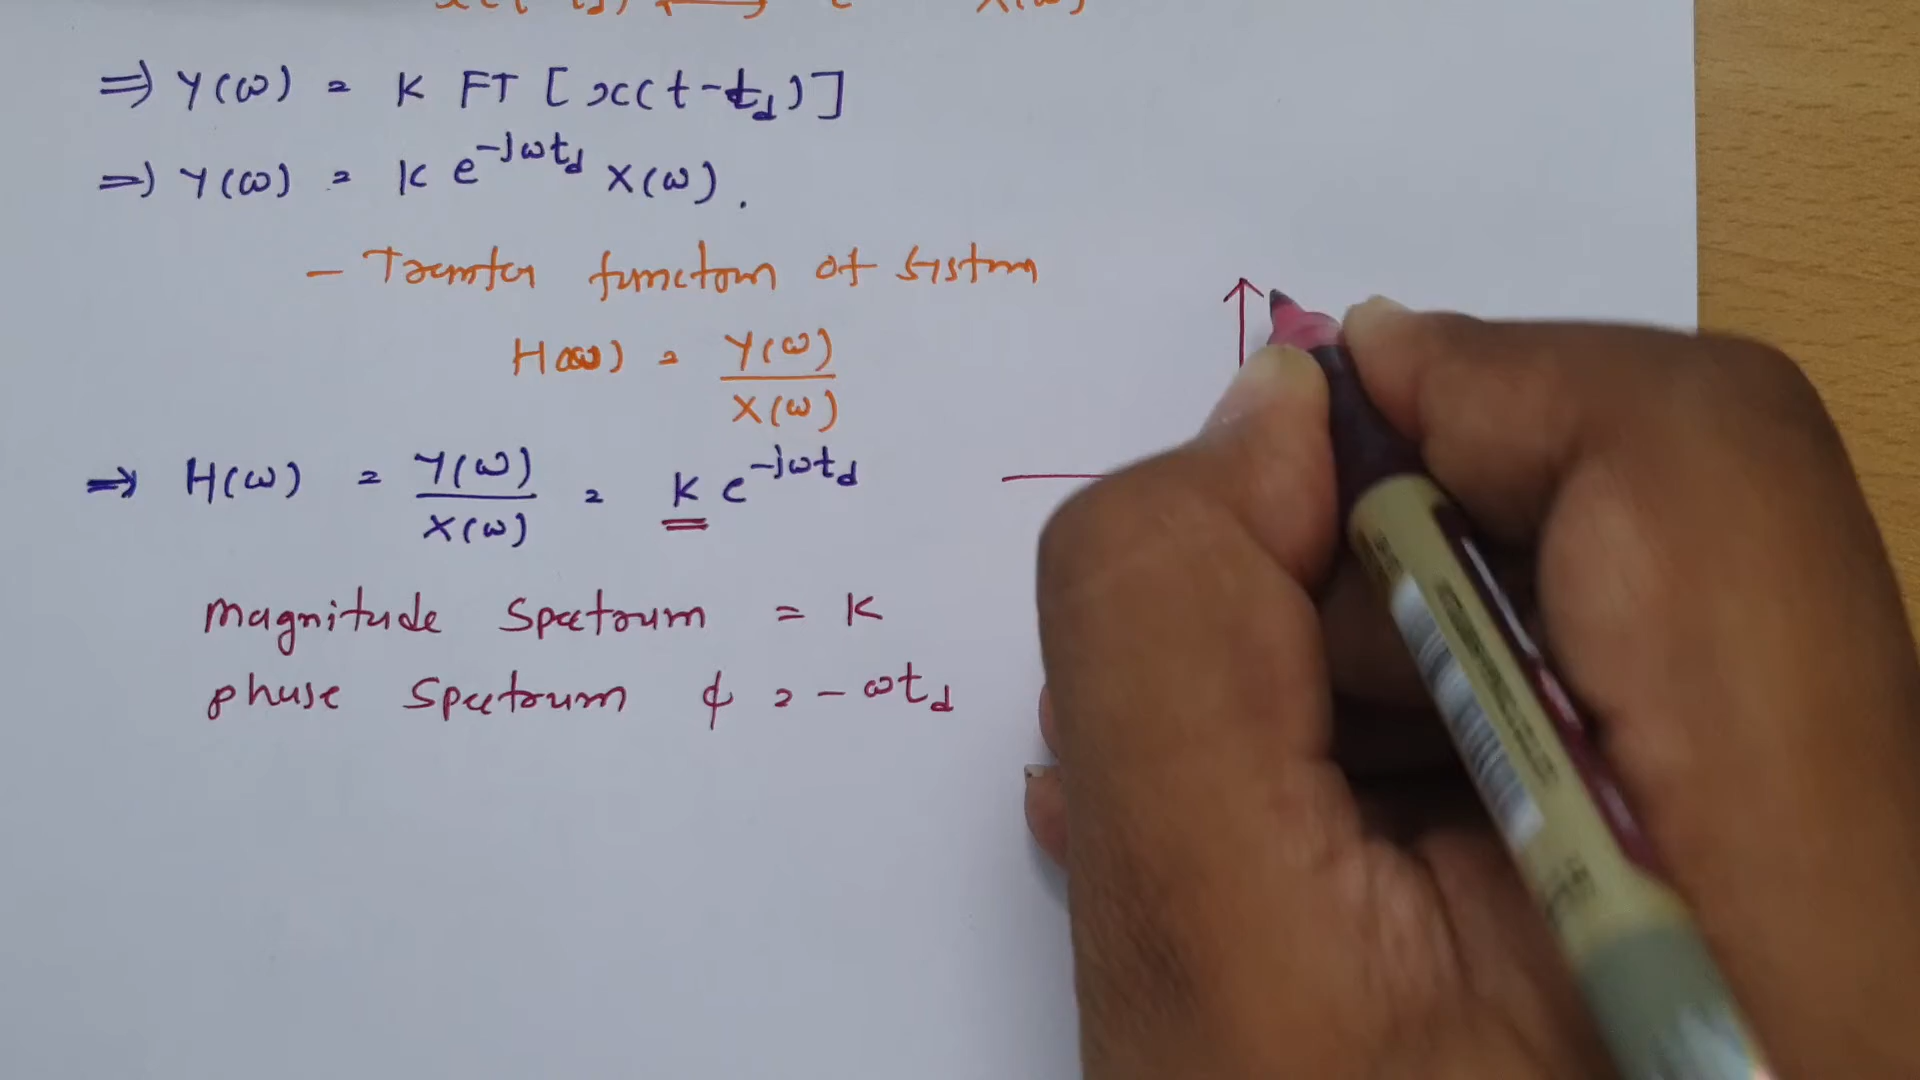 ⇒ Y(ω) = K FT [x(t-td)]
⇒ Y(ω) = K e^{-jωtd} X(ω).
- Transfer function of system
H(ω) = Y(ω) / X(ω)
⇒ H(ω) = Y(ω) / X(ω) = K e^{-jωtd}
Magnitude Spectrum = K
phase Spectrum ¢ = -ωtd